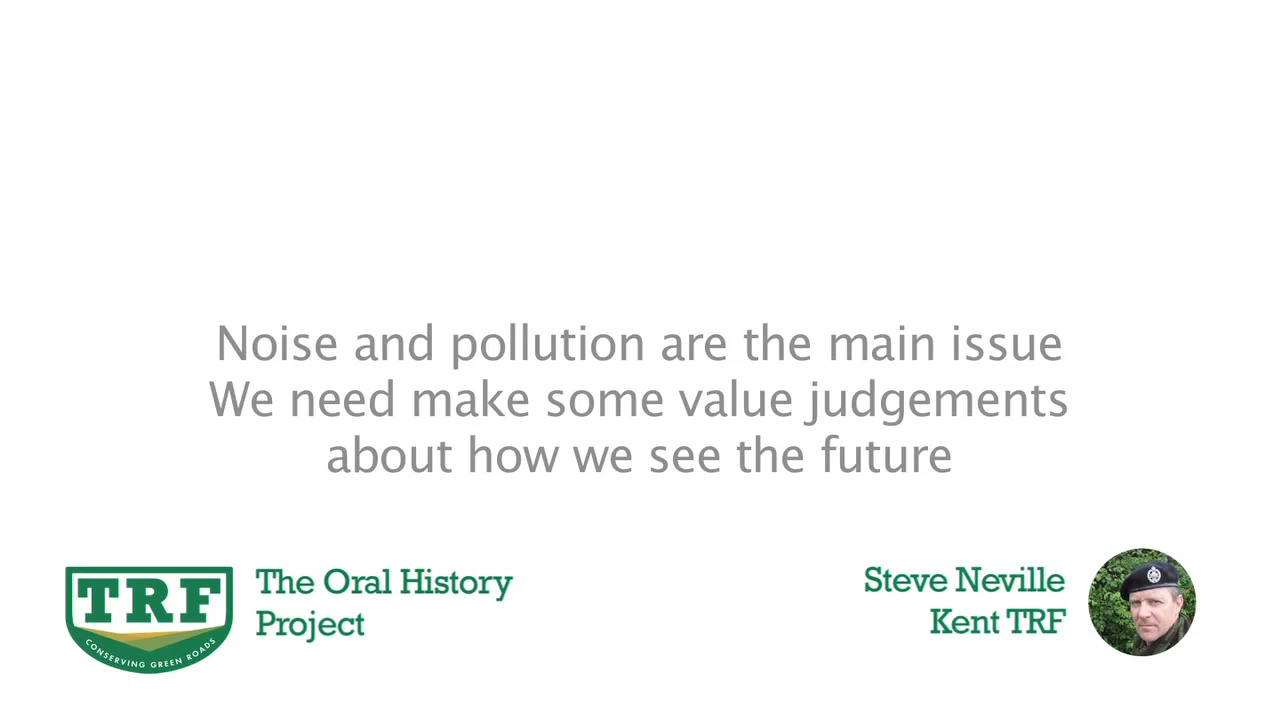 Noise and pollution are the main issue
We need make some value judgements
about how we see the future
TRF
CONSERVING GREEN ROADS
The Oral History
Project
Steve Neville
Kent TRF